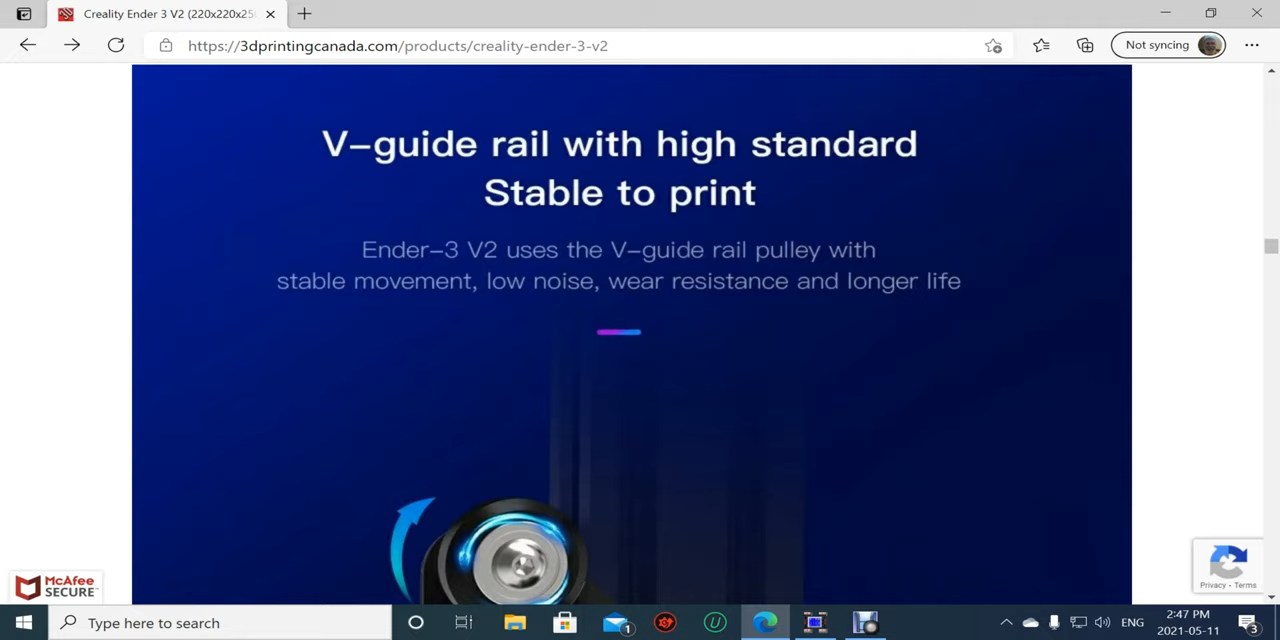 Creality Ender 3 V2 (220x220x25
https://3dprintingcanada.com/products/creality-ender-3-v2
Not syncing
V-guide rail with high standard
Stable to print
Ender-3 V2 uses the V-guide rail pulley with
stable movement, low noise, wear resistance and longer life
McAfee
SECURE
Privacy - Terms
Type here to search
1
U
ENG
2:47 PM
2021-05-11
3